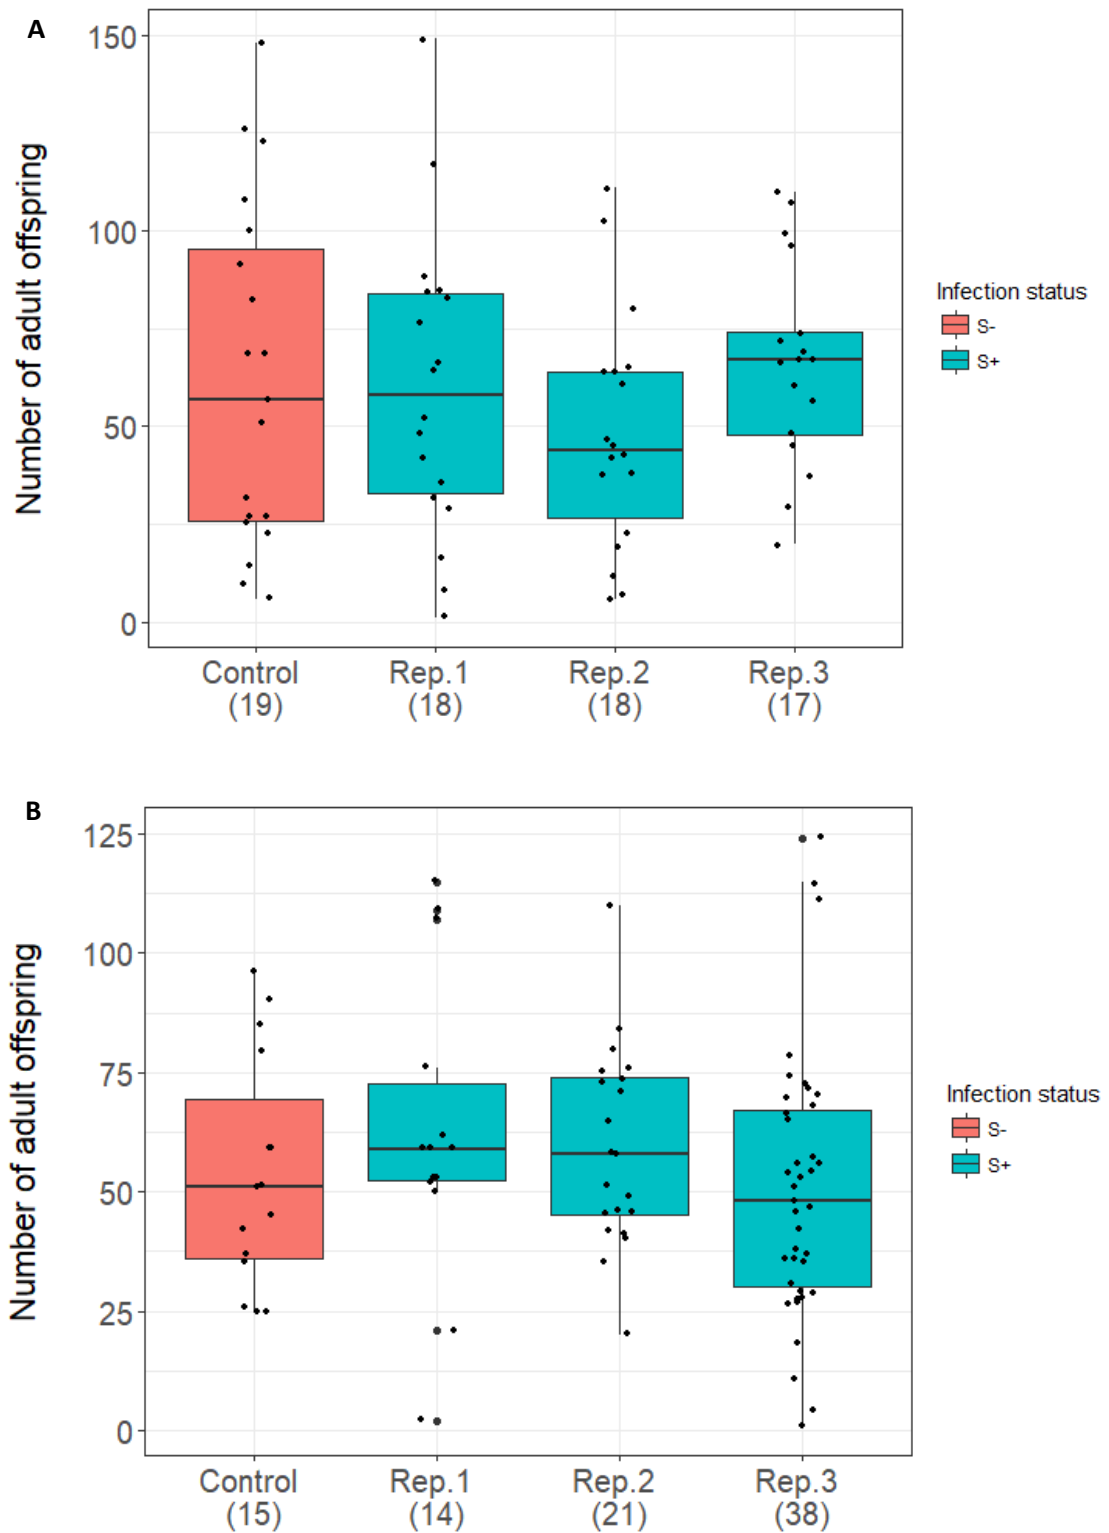 A
Number of adult offspring
150
100
50
0
Control
(19)
Rep.1
(18)
Rep.2
(18)
Rep.3
(17)
Infection status
S-
S+
B
Number of adult offspring
125
100
75
50
25
0
Control
(15)
Rep.1
(14)
Rep.2
(21)
Rep.3
(38)
Infection status
S-
S+